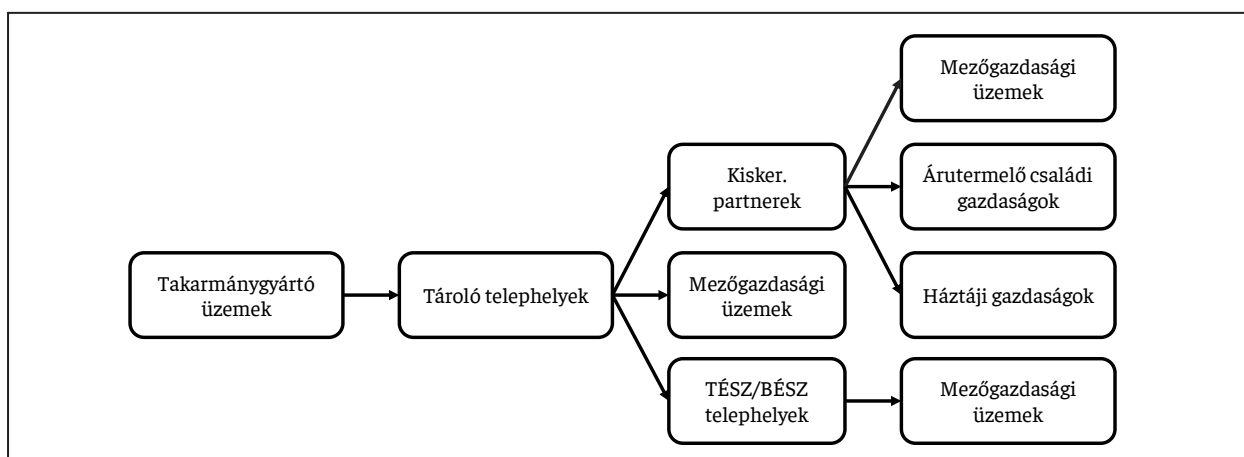 Takarmánygyártó
üzemek
Tároló telephelyek
Kisker.
partnerek
Mezőgazdasági
üzemek
TÉSZ/BÉSZ
telephelyek
Mezőgazdasági
üzemek
Árutermelő családi
gazdaságok
Háztáji gazdaságok
Mezőgazdasági
üzemek